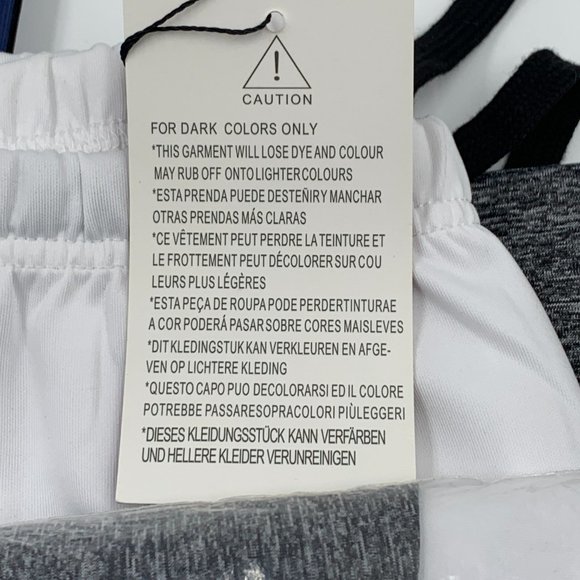 !
CAUTION
FOR DARK COLORS ONLY
*THIS GARMENT WILL LOSE DYE AND COLOUR
MAY RUB OFF ONTO LIGHTER COLOURS
*ESTA PRENDA PUEDE DESTEÑIR Y MANCHAR
OTRAS PRENDAS MÁS CLARAS
*CE VÊTEMENT PEUT PERDRE LA TEINTURE ET
LE FROTTEMENT PEUT DÉCOLORER SUR COU
LEURS PLUS LÉGÈRES
*ESTA PEÇA DE ROUPA PODE PERDERTINTURAE
A COR PODERÁ PASAR SOBRE CORES MAISLEVES
*DIT KLEDINGSTUK KAN VERKLEUREN EN AFGE-
VEN OP LICHTERE KLEDING
*QUESTO CAPO PUO DECOLORARSI ED IL COLORE
POTREBBE PASSARESOPRACOLORI PIÙLEGGERI
*DIESES KLEIDUNGSSTÜCK KANN VERFÄRBEN
UND HELLERE KLEIDER VERUNREINIGEN